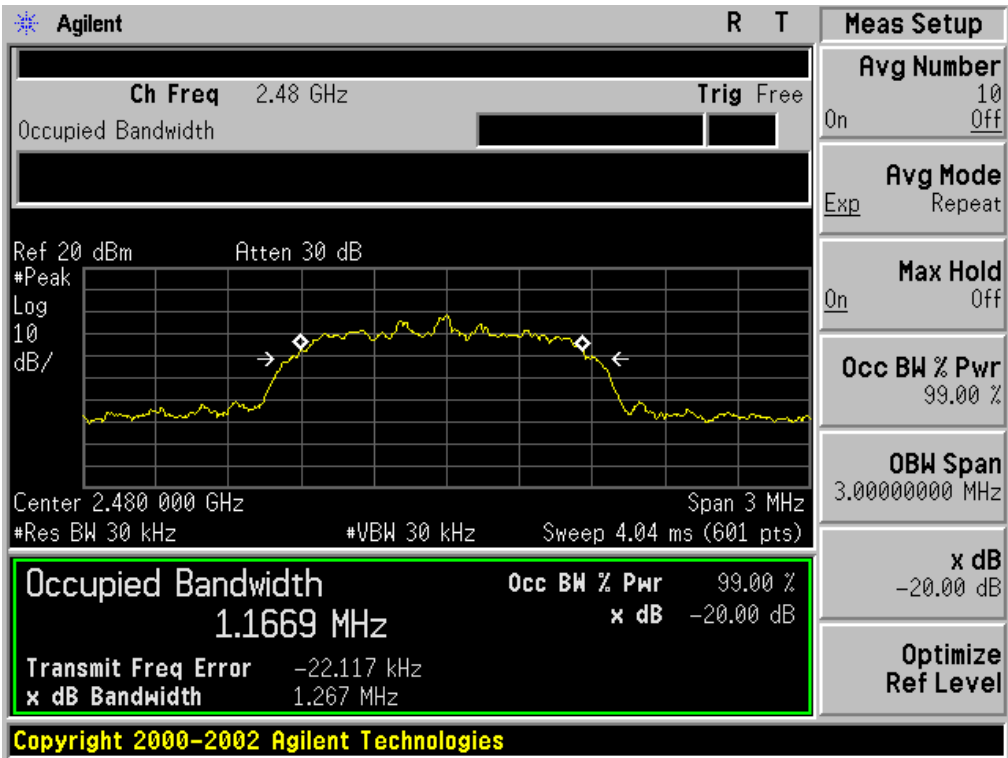 Agilent R T
Ch Freq 2.48 GHz Trig Free
Occupied Bandwidth
Ref 20 dBm Atten 30 dB
#Peak
Log
10
dB/
Center 2.480 000 GHz Span 3 MHz
#Res BW 30 kHz #VBW 30 kHz Sweep 4.04 ms (601 pts)
Occupied Bandwidth Occ BW % Pwr 99.00 %
1.1669 MHz x dB -20.00 dB
Transmit Freq Error -22.117 kHz
x dB Bandwidth 1.267 MHz
Copyright 2000-2002 Agilent Technologies
Meas Setup
Avg Number
10
On Off
Avg Mode
Exp Repeat
Max Hold
On Off
Occ BW % Pwr
99.00 %
OBW Span
3.00000000 MHz
x dB
-20.00 dB
Optimize
Ref Level